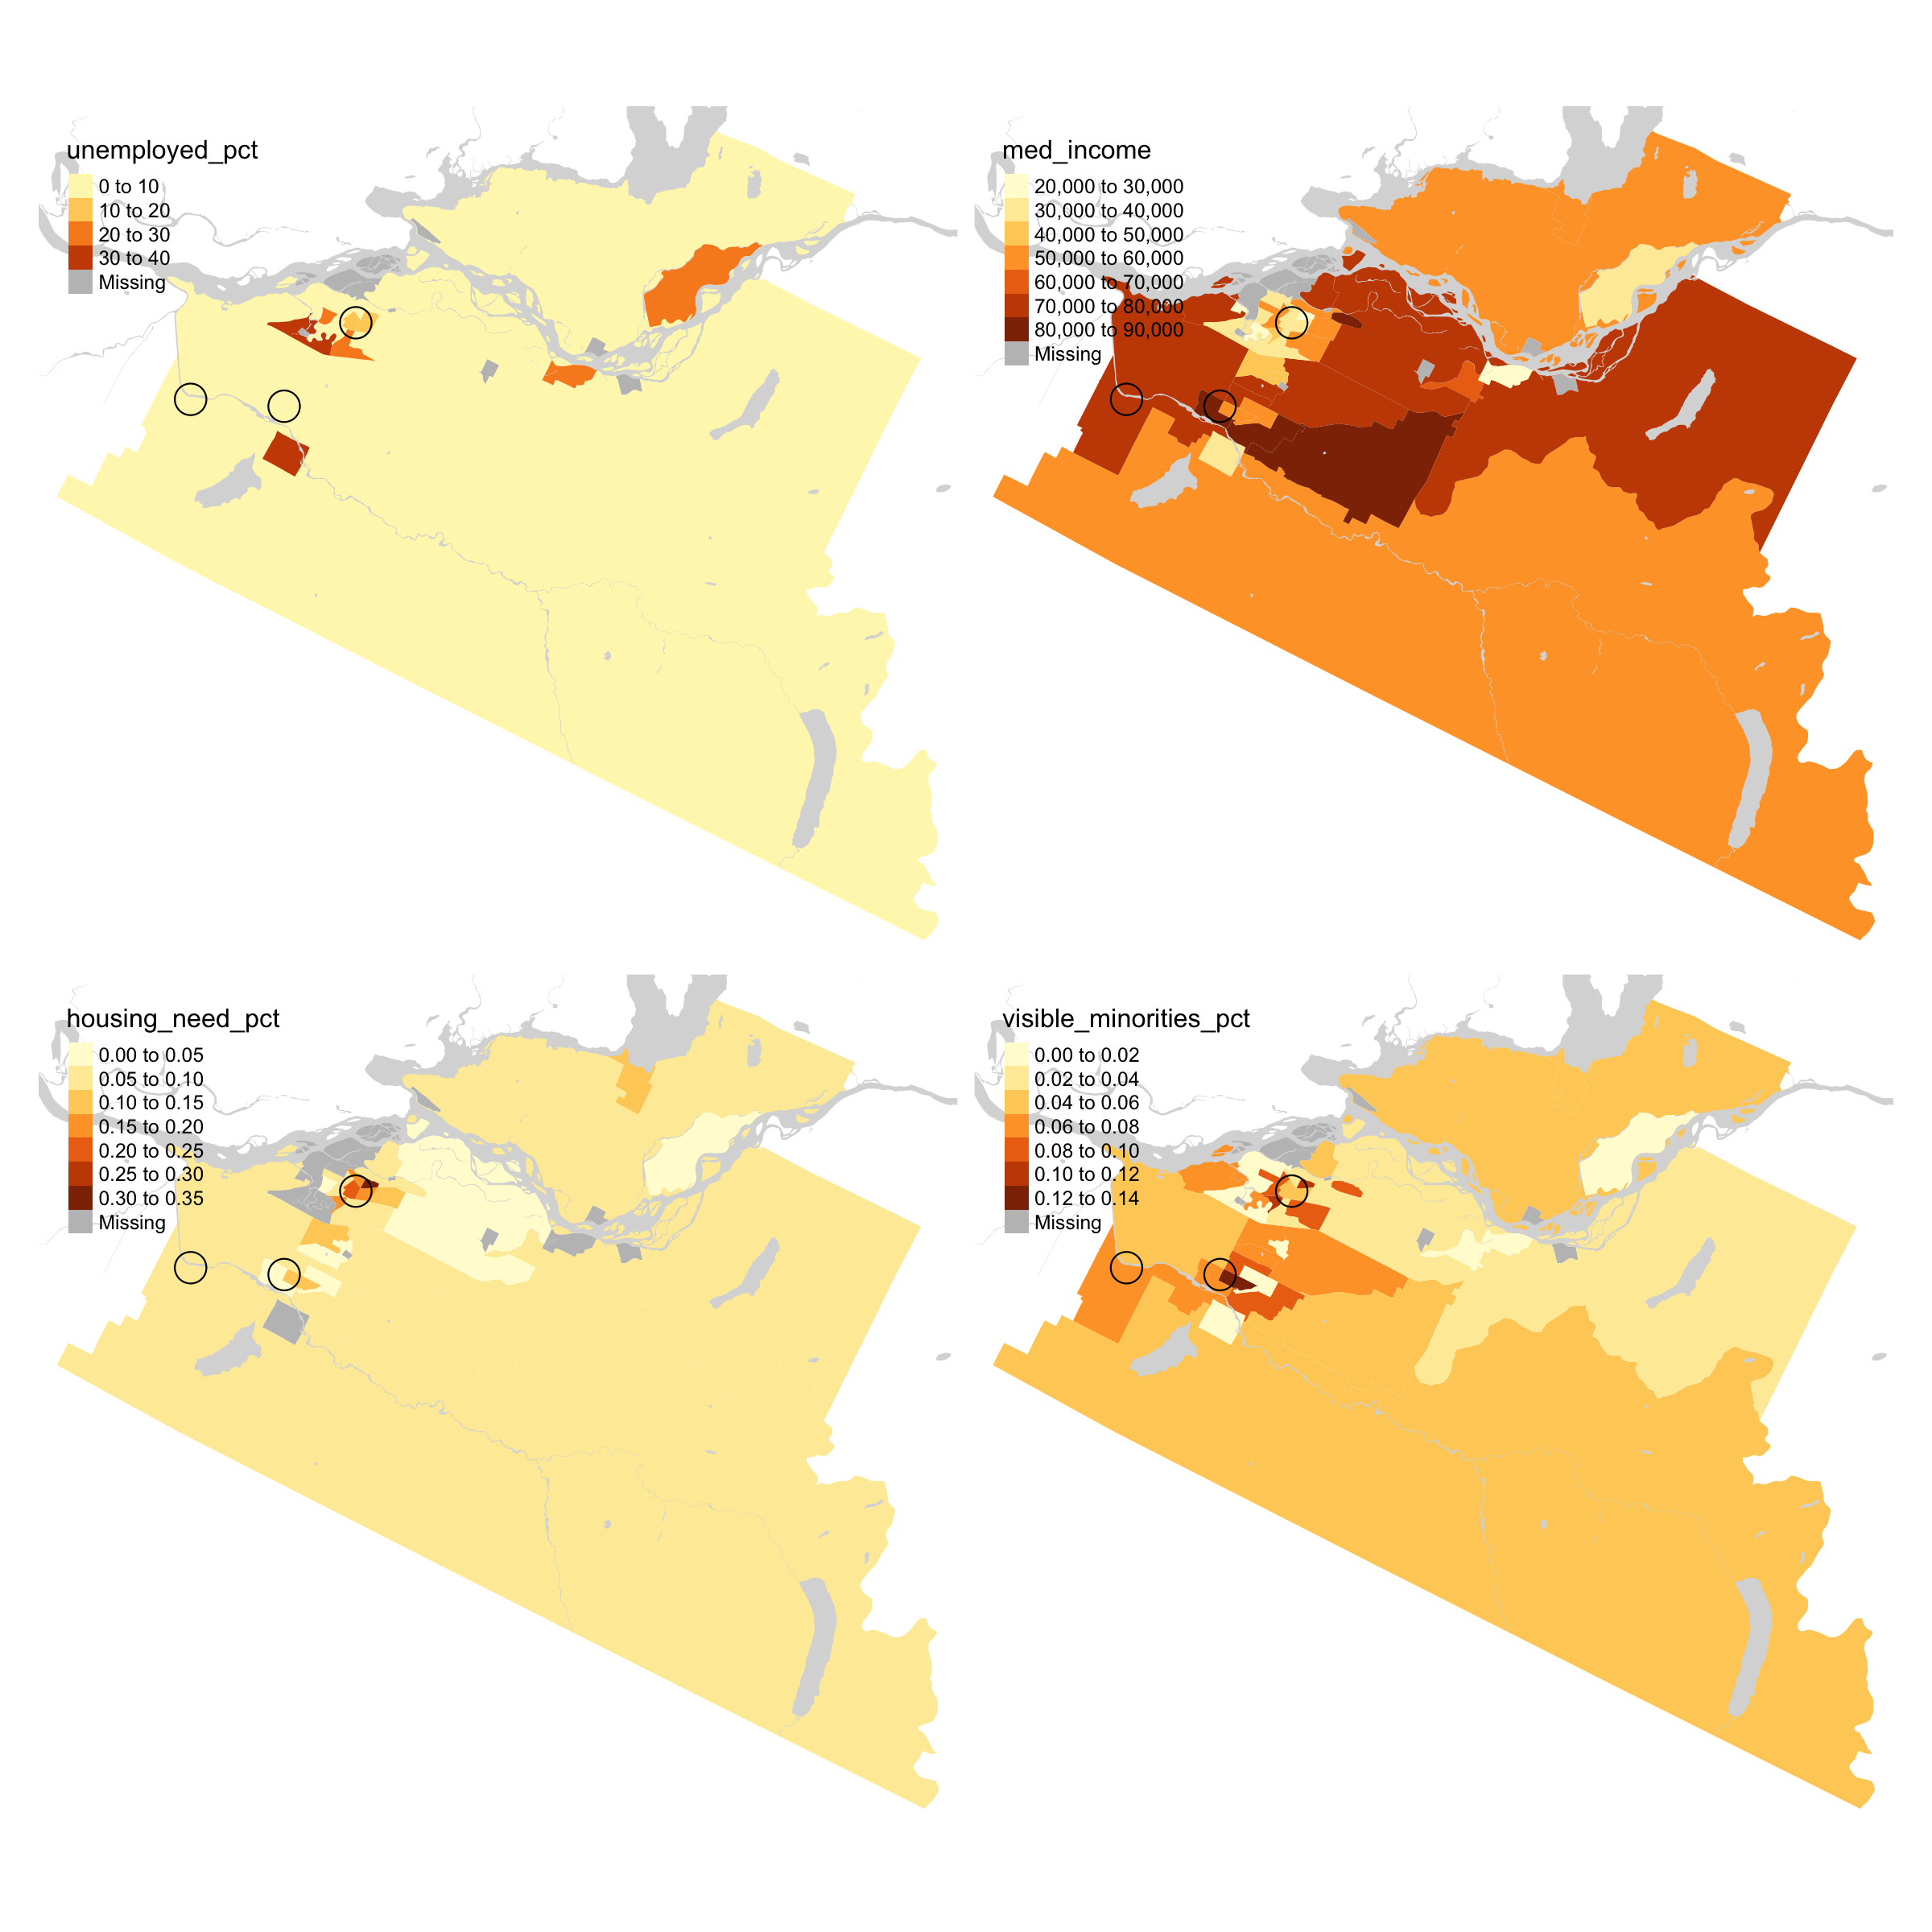 unemployed_pct
0 to 10
10 to 20
20 to 30
30 to 40
Missing
med_income
20,000 to 30,000
30,000 to 40,000
40,000 to 50,000
50,000 to 60,000
60,000 to 70,000
70,000 to 80,000
80,000 to 90,000
Missing
housing_need_pct
0.00 to 0.05
0.05 to 0.10
0.10 to 0.15
0.15 to 0.20
0.20 to 0.25
0.25 to 0.30
0.30 to 0.35
Missing
visible_minorities_pct
0.00 to 0.02
0.02 to 0.04
0.04 to 0.06
0.06 to 0.08
0.08 to 0.10
0.10 to 0.12
0.12 to 0.14
Missing